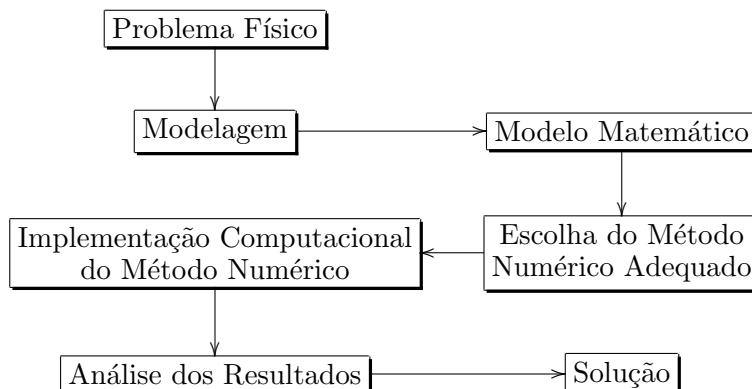 Problema Físico
Modelagem
Modelo Matemático
Escolha do Método
Numérico Adequado
Implementação Computacional
do Método Numérico
Análise dos Resultados
Solução